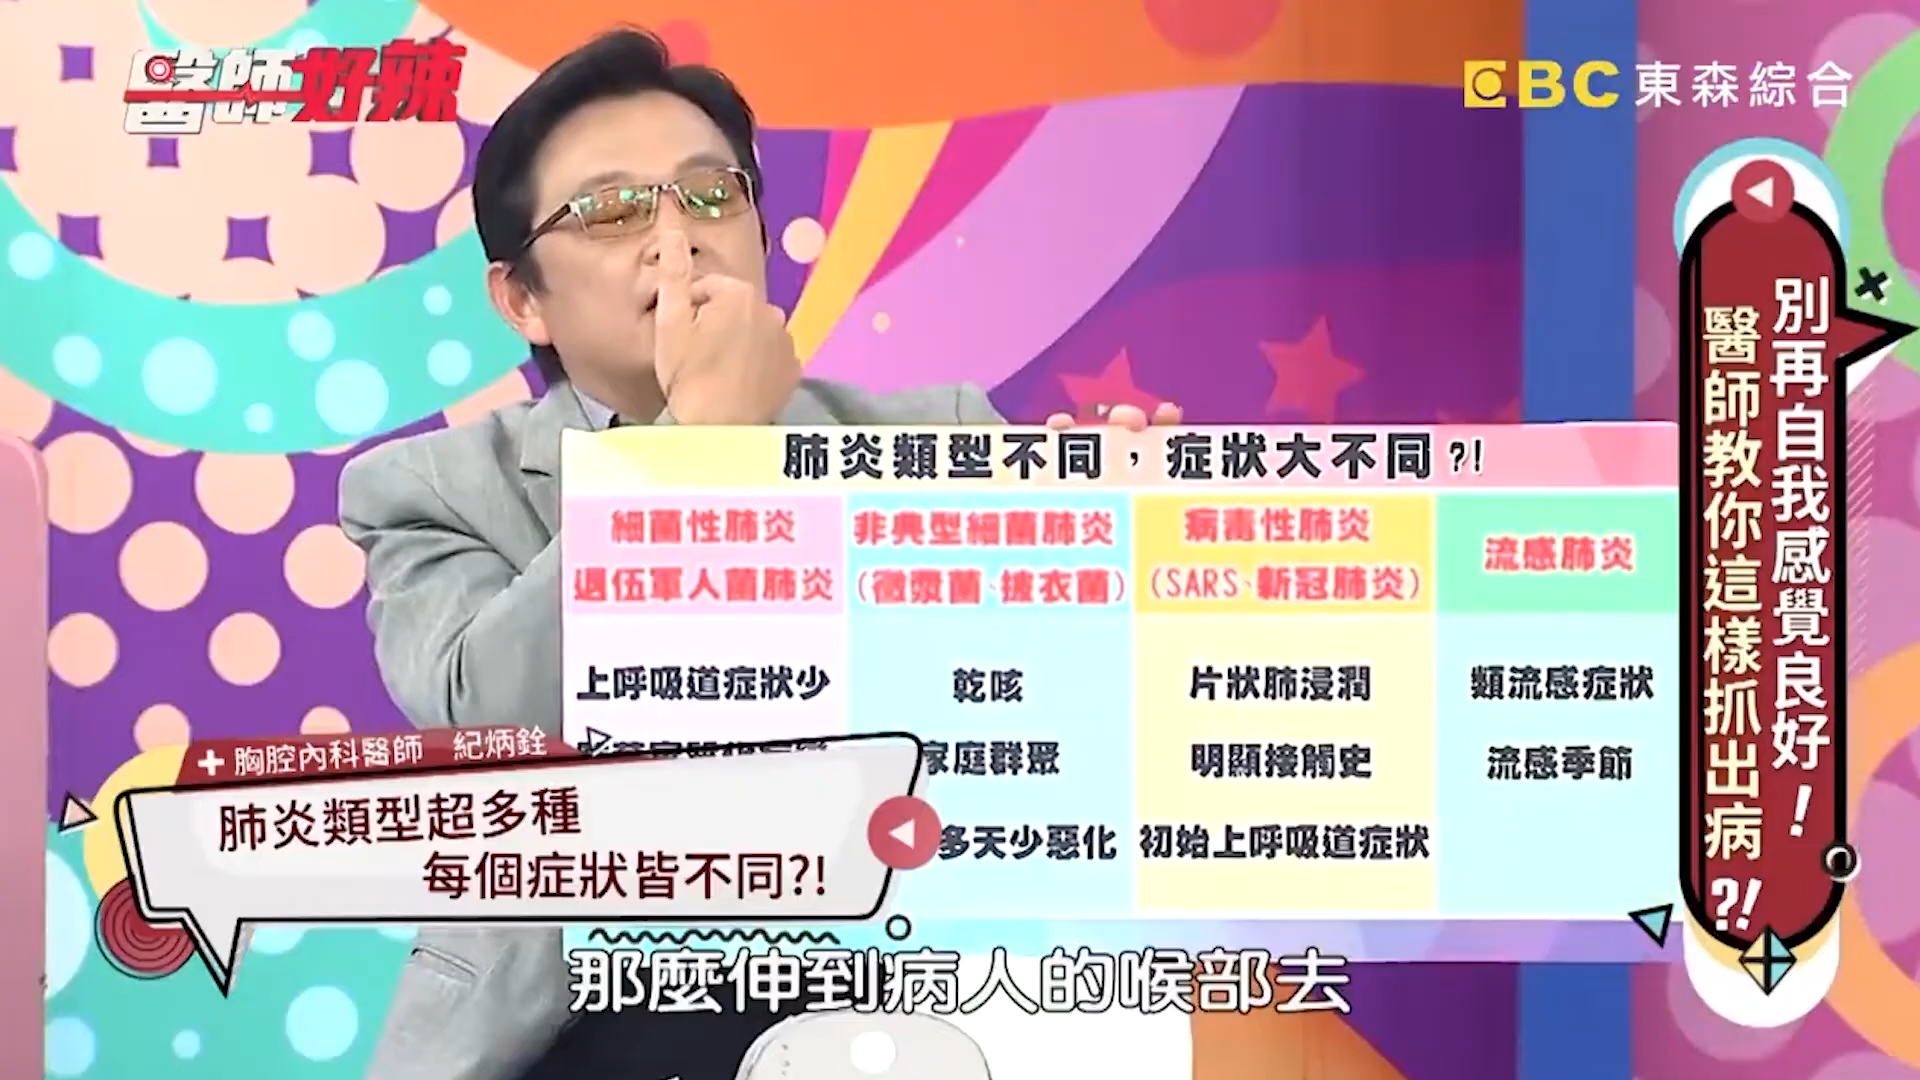 醫師好辣
EBC 東森綜合
別再自我感覺良好！
醫師教你這樣抓出病?!
肺炎類型不同，症狀大不同?!
細菌性肺炎
退伍軍人菌肺炎
非典型細菌肺炎
(黴漿菌、披衣菌)
病毒性肺炎
(SARS、新冠肺炎)
流感肺炎
上呼吸道症狀少
乾咳
家庭群聚
多天少惡化
片狀肺浸潤
明顯接觸史
初始上呼吸道症狀
類流感症狀
流感季節
胸腔內科醫師 紀炳銓
肺炎類型超多種
每個症狀皆不同?!
那麼伸到病人的喉部去